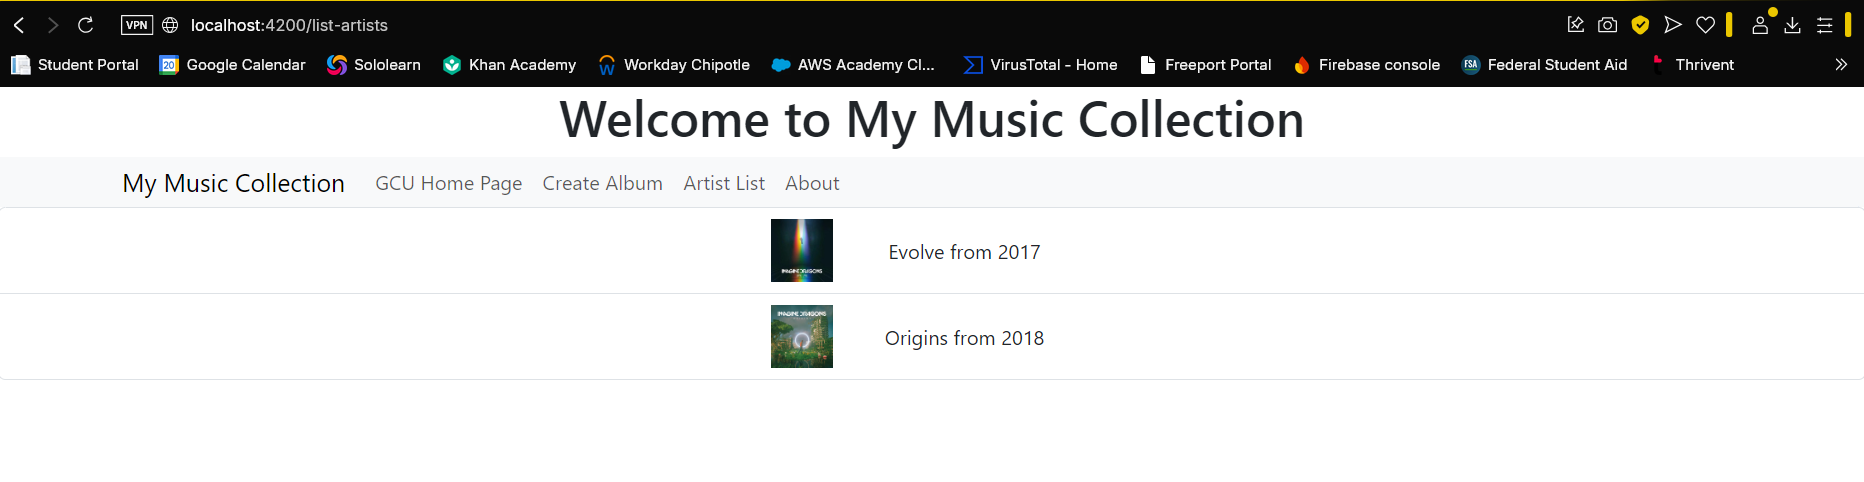 VPN localhost:4200/list-artists
Student Portal 20 Google Calendar Sololearn Khan Academy Workday Chipotle AWS Academy Cl... VirusTotal - Home Freeport Portal Firebase console FSA Federal Student Aid Thrivent
Welcome to My Music Collection
My Music Collection GCU Home Page Create Album Artist List About
IMAGINE DRAGONS
Evolve from 2017
IMAGINE DRAGONS
Origins from 2018